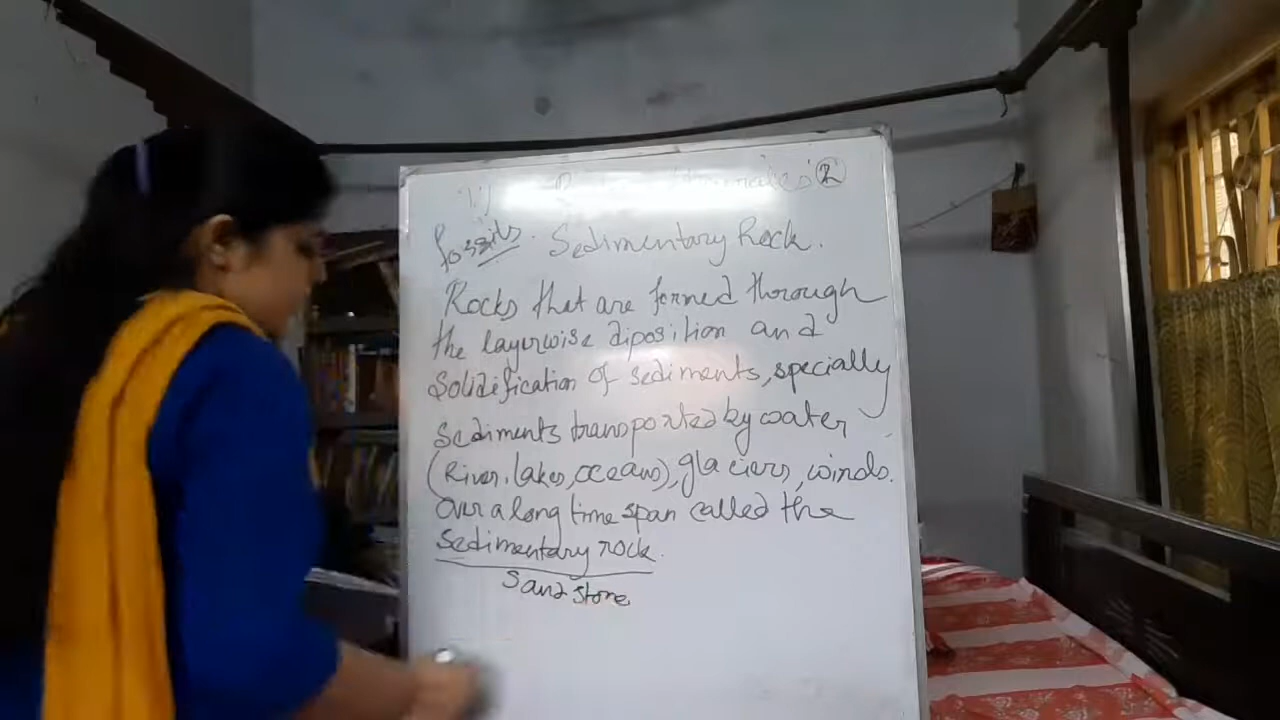 2
fossils. Sedimentary Rock.
Rocks that are formed through
the layerwise diposition and
Solidification of sediments, specially
Sediments transported by water
(River, lakes, oceans), glaciers, winds.
Over a long time span called the
Sedimentary rock.
Sand stone